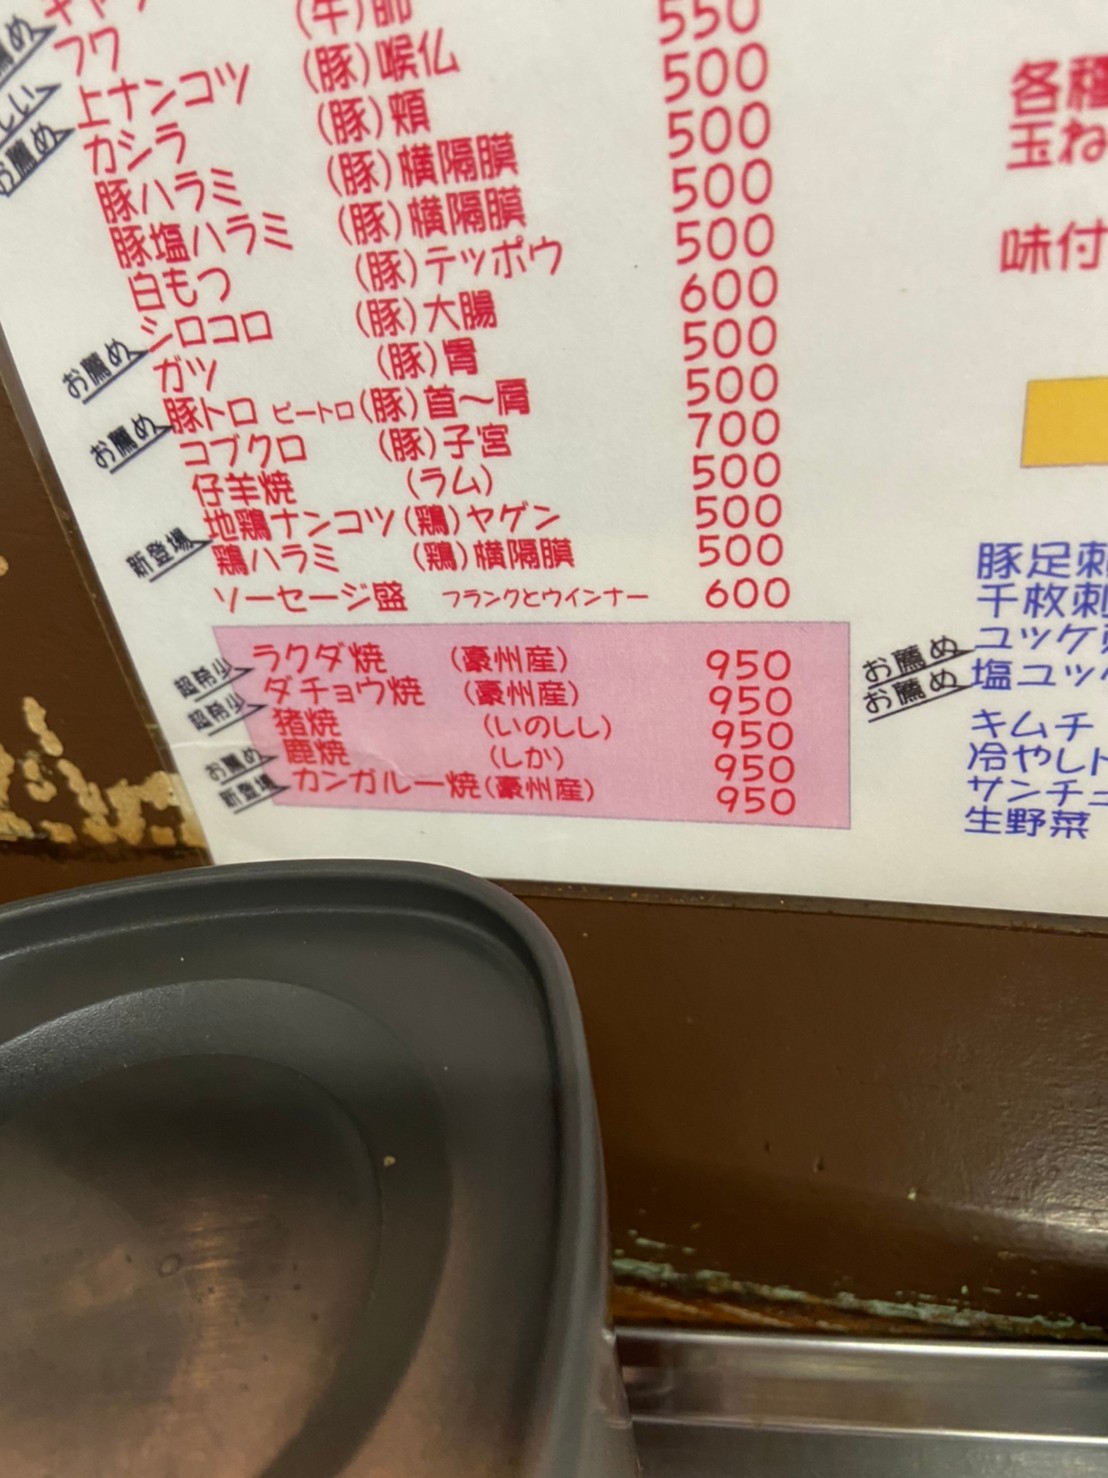 フワ (牛)肺 550
上ナンコツ (豚)喉仏 500
お薦め カシラ (豚)頬 500
豚ハラミ (豚)横隔膜 500
豚塩ハラミ (豚)横隔膜 500
白もつ (豚)テッポウ 600
お薦め シロコロ (豚)大腸 500
ガツ (豚)胃 500
お薦め 豚トロ ピートロ(豚)首〜肩 700
コブクロ (豚)子宮 500
仔羊焼 (ラム) 500
新登場 地鶏ナンコツ(鶏)ヤゲン 500
鶏ハラミ (鶏)横隔膜
ソーセージ盛 フランクとウインナー 600
超希少 ラクダ焼 (豪州産) 950
超希少 ダチョウ焼 (豪州産) 950
猪焼 (いのしし) 950
お薦め 鹿焼 (しか) 950
新登場 カンガルー焼(豪州産) 950
各種
玉ね
味付
豚足刺
千枚刺
お薦め ユッケ
お薦め 塩ユッ
キムチ
冷やしト
サンチュ
生野菜